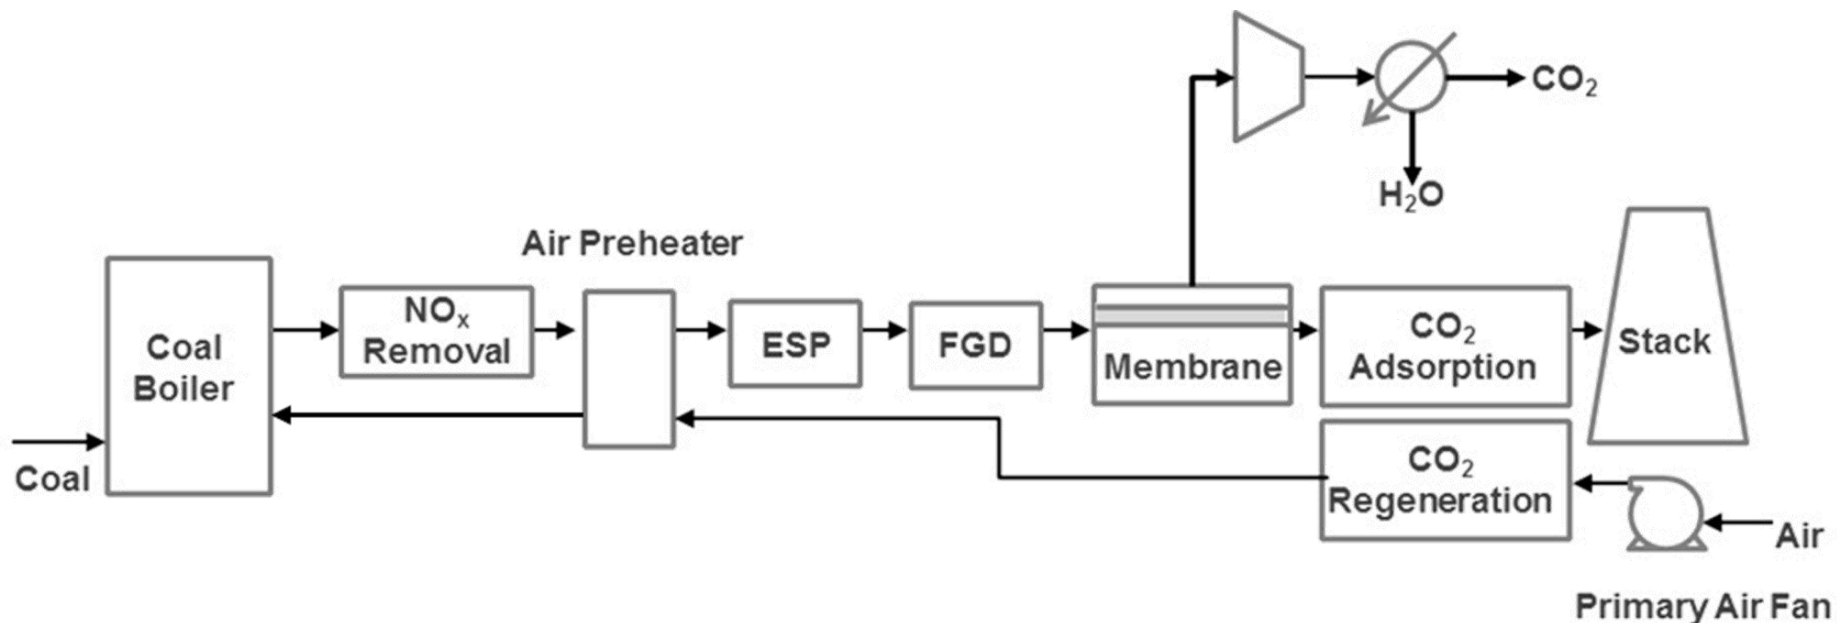 CO₂
H₂O
Air Preheater
Coal
Boiler
NOₓ
Removal
ESP
FGD
Membrane
CO₂
Adsorption
Stack
Coal
CO₂
Regeneration
Air
Primary Air Fan